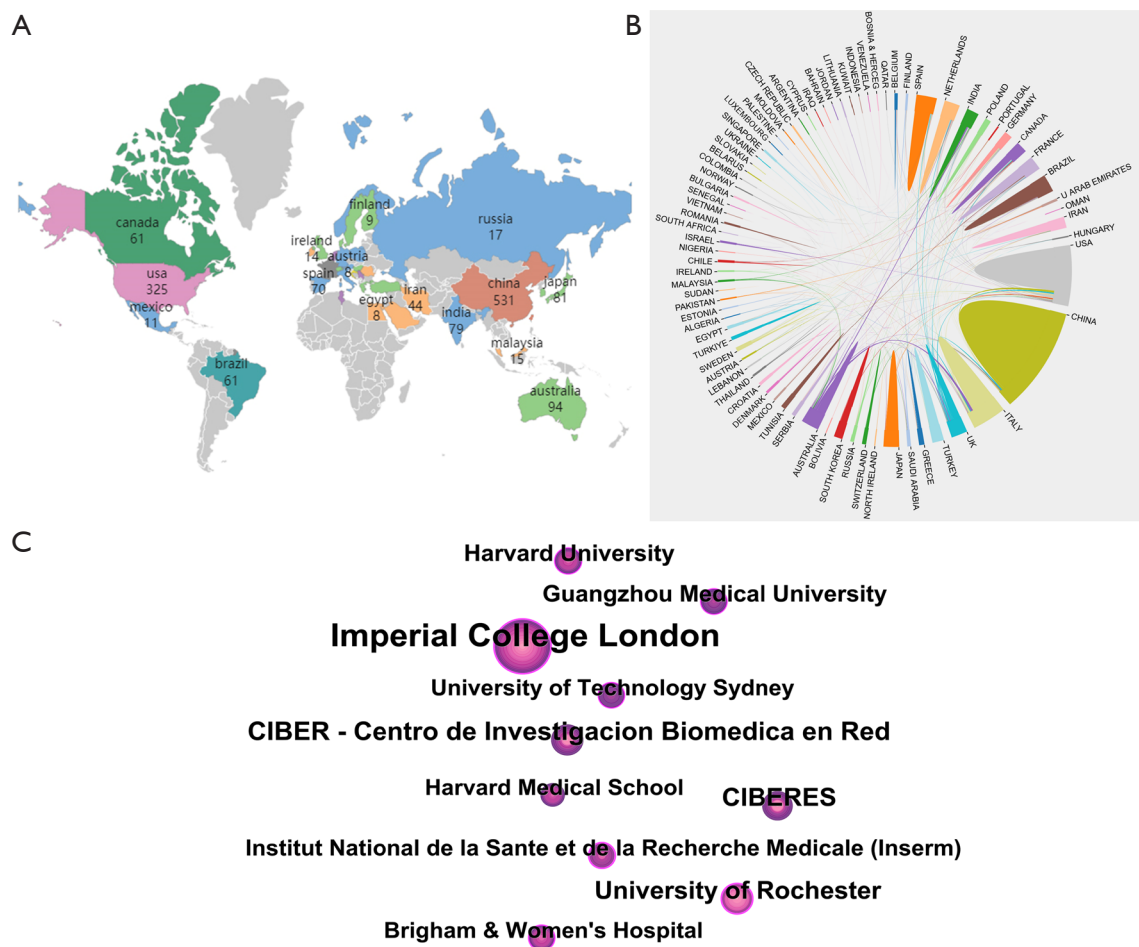 A
canada
61
usa
325
mexico
11
brazil
61
finland
9
russia
17
ireland
14
austria
8
spain
70
iran
44
egypt
8
china
531
japan
81
india
79
malaysia
15
australia
94
B
BELGIUM
FINLAND
SPAIN
NETHERLANDS
INDIA
POLAND
PORTUGAL
GERMANY
CANADA
FRANCE
BRAZIL
U ARAB EMIRATES
OMAN
IRAN
HUNGARY
USA
CHINA
ITALY
UK
TURKEY
GREECE
SAUDI ARABIA
JAPAN
NORTH IRELAND
SWITZERLAND
RUSSIA
SOUTH KOREA
BOLIVIA
AUSTRALIA
SERBIA
TUNISIA
MEXICO
DENMARK
CROATIA
THAILAND
LEBANON
AUSTRIA
SWEDEN
TURKIYE
EGYPT
ALGERIA
ESTONIA
PAKISTAN
SUDAN
MALAYSIA
IRELAND
CHILE
NIGERIA
ISRAEL
SOUTH AFRICA
ROMANIA
VIETNAM
SENEGAL
BULGARIA
NORWAY
COLOMBIA
BELARUS
SLOVAKIA
UKRAINE
SINGAPORE
LUXEMBOURG
PALESTINE
MOLDOVA
CZECH REPUBLIC
ARGENTINA
CYPRUS
IRAQ
BAHRAIN
JORDAN
LITHUANIA
KUWAIT
INDONESIA
VENEZUELA
BOSNIA & HERCEG
QATAR
C
Harvard University
Guangzhou Medical University
Imperial College London
University of Technology Sydney
CIBER - Centro de Investigacion Biomedica en Red
Harvard Medical School
CIBERES
Institut National de la Sante et de la Recherche Medicale (Inserm)
University of Rochester
Brigham & Women's Hospital